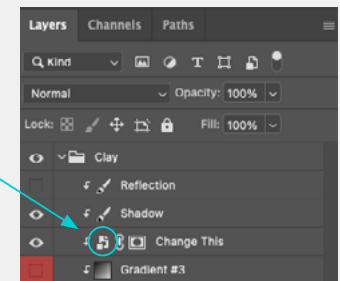 Layers Channels Paths
Kind T
Normal Opacity: 100%
Lock: Fill: 100%
Clay
Reflection
Shadow
Change This
Gradient #3